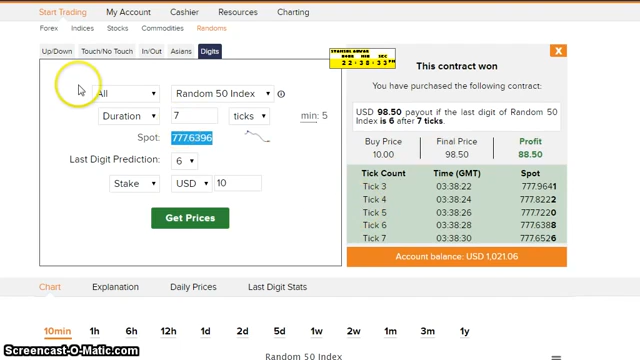 Start Trading My Account Cashier Resources Charting
Forex Indices Stocks Commodities Randoms
Up/Down Touch/No Touch In/Out Asians Digits
All Random 50 Index
Duration 7 ticks min: 5
Spot: 777.6396
Last Digit Prediction: 6
Stake USD 10
Get Prices
HOUR MIN SEC
22:38:33 PM
X
This contract won
You have purchased the following contract:
USD 98.50 payout if the last digit of Random 50
Index is 6 after 7 ticks.
Buy Price Final Price Profit
10.00 98.50 88.50
Tick Count Time (GMT) Spot
Tick 3 03:38:22 777.9641
Tick 4 03:38:24 777.8222
Tick 5 03:38:26 777.7220
Tick 6 03:38:28 777.6388
Tick 7 03:38:30 777.6526
Account balance: USD 1,021.06
Chart Explanation Daily Prices Last Digit Stats
10min 1h 6h 12h 1d 2d 5d 1w 2w 1m 3m 1y
Random 50 Index
Screencast-O-Matic.com